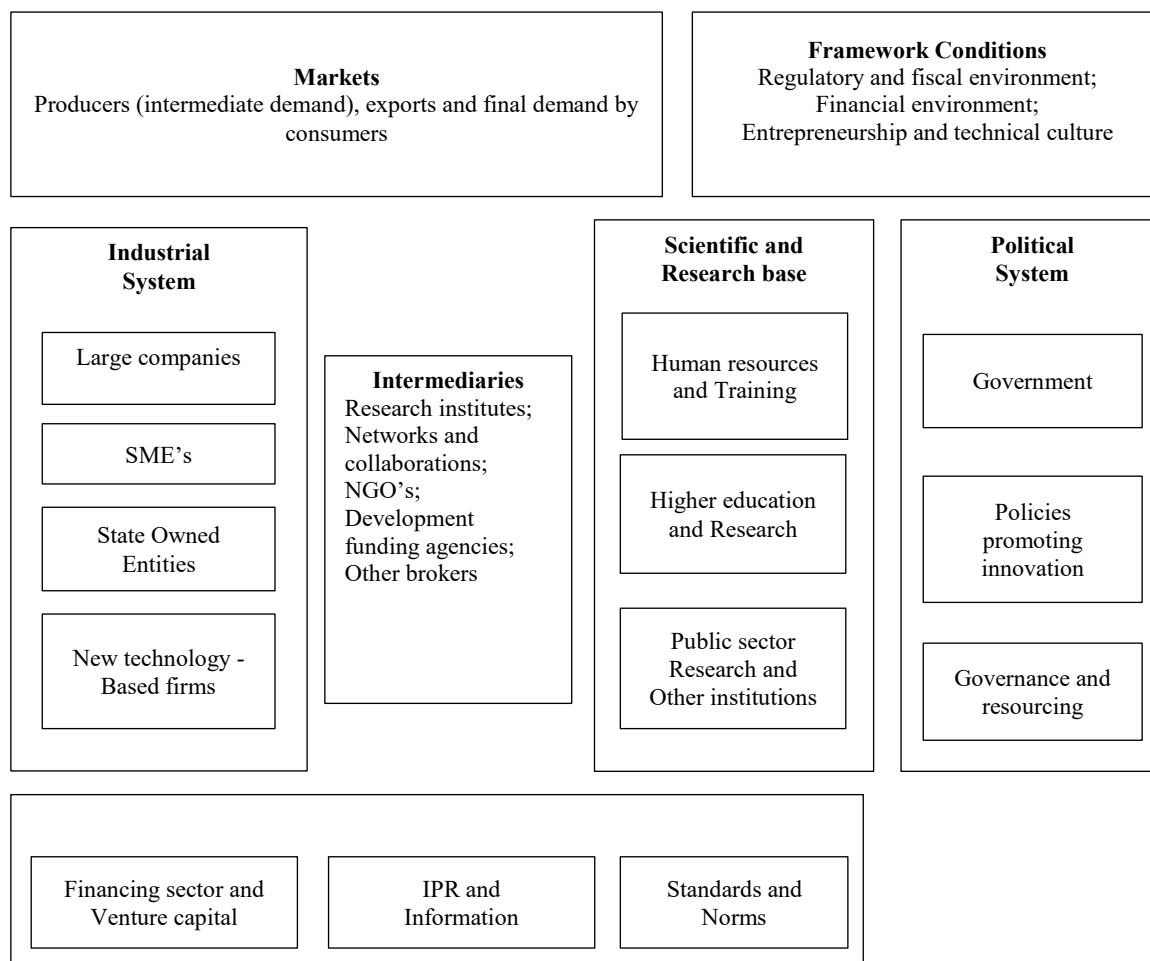 Markets
Producers (intermediate demand), exports and final demand by
consumers
Framework Conditions
Regulatory and fiscal environment;
Financial environment;
Entrepreneurship and technical culture
Industrial
System
Large companies
SME's
State Owned
Entities
New technology -
Based firms
Intermediaries
Research institutes;
Networks and
collaborations;
NGO's;
Development
funding agencies;
Other brokers
Scientific and
Research base
Human resources
and Training
Higher education
and Research
Public sector
Research and
Other institutions
Political
System
Government
Policies
promoting
innovation
Governance and
resourcing
Financing sector and
Venture capital
IPR and
Information
Standards and
Norms